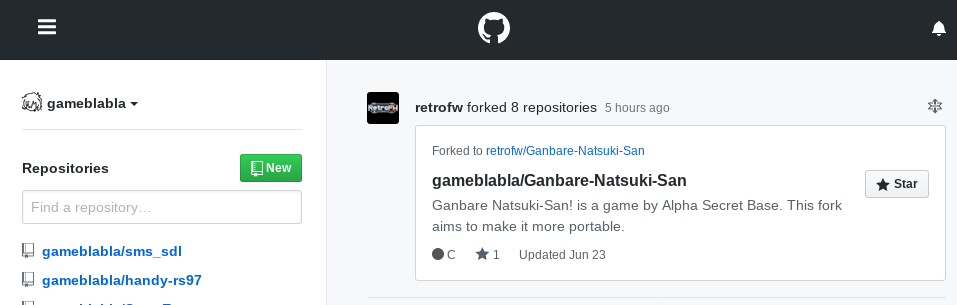 gameblabla
Repositories
New
Find a repository…
gameblabla/sms_sdl
gameblabla/handy-rs97
RetroFW
retrofw forked 8 repositories 5 hours ago
Forked to retrofw/Ganbare-Natsuki-San
gameblabla/Ganbare-Natsuki-San
Star
Ganbare Natsuki-San! is a game by Alpha Secret Base. This fork
aims to make it more portable.
C 1 Updated Jun 23